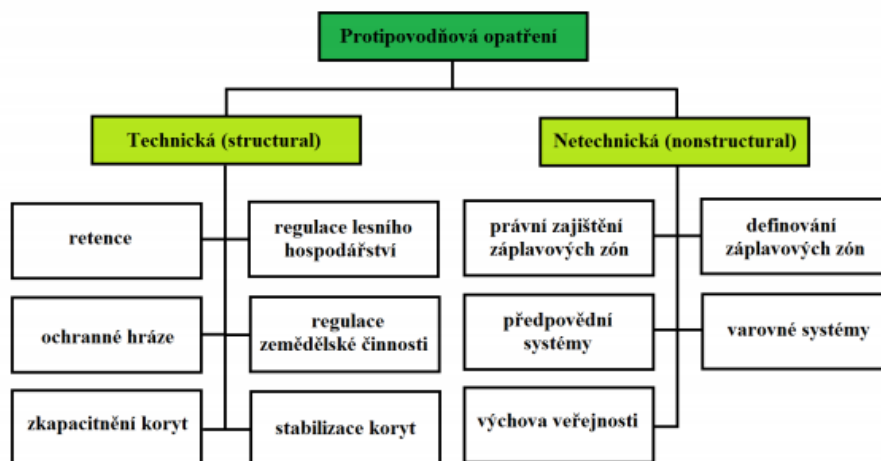 Protipovodňová opatření
Technická (structural)
Netechnická (nonstructural)
retence
regulace lesního
hospodářství
právní zajištění
záplavových zón
definování
záplavových zón
ochranné hráze
regulace
zemědělské činnosti
předpovědní
systémy
varovné systémy
zkapacitnění koryt
stabilizace koryt
výchova veřejnosti